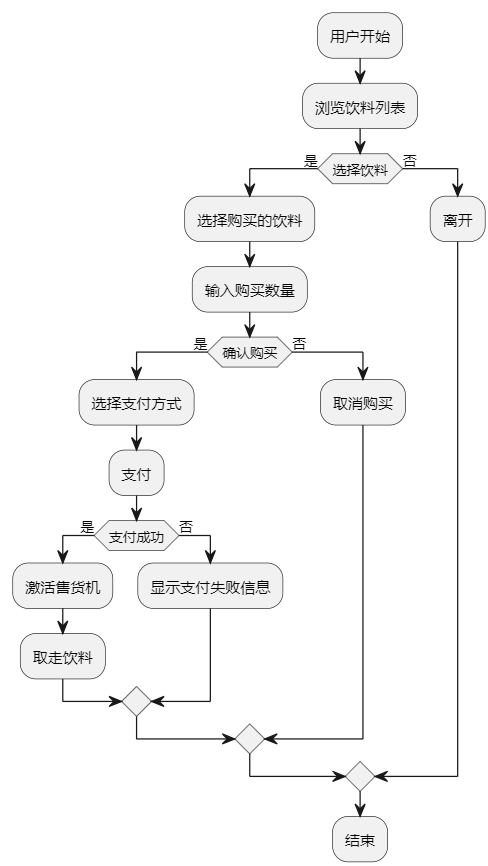 用户开始
浏览饮料列表
是
选择饮料
否
选择购买的饮料
离开
输入购买数量
是
确认购买
否
选择支付方式
取消购买
支付
是
支付成功
否
激活售货机
显示支付失败信息
取走饮料
结束